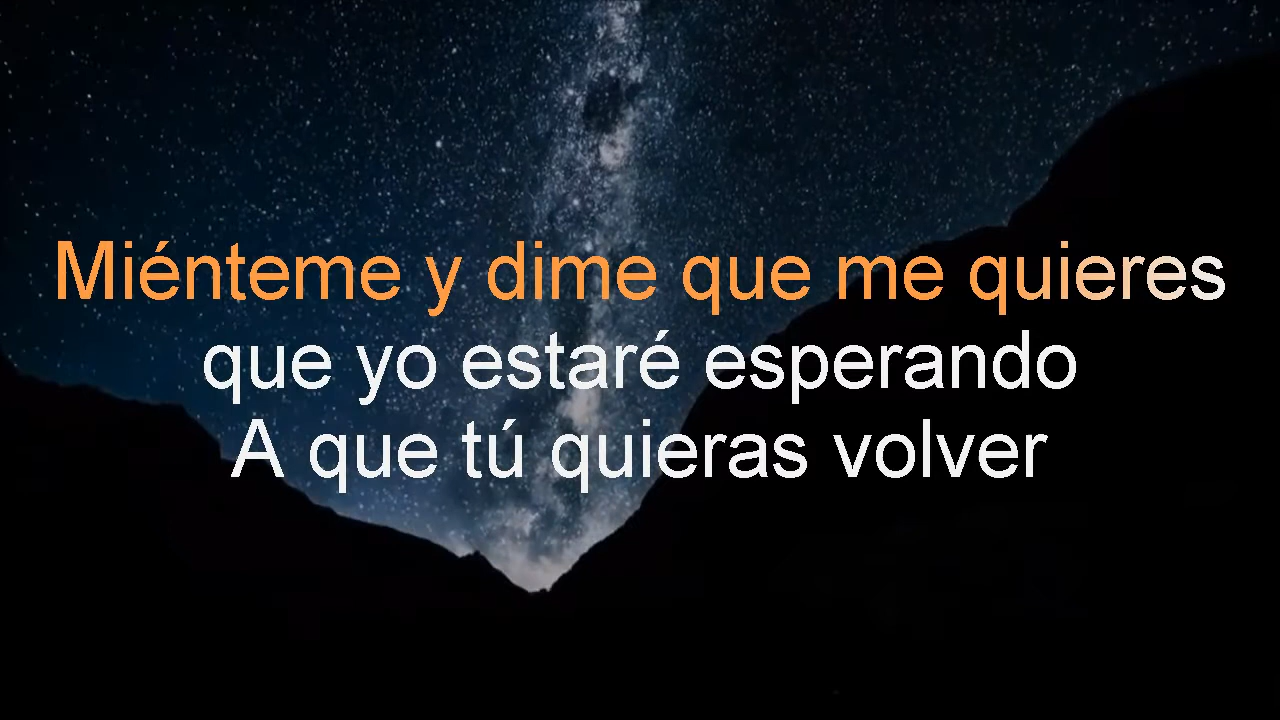 Miénteme y dime que me quieres
que yo estaré esperando
A que tú quieras volver